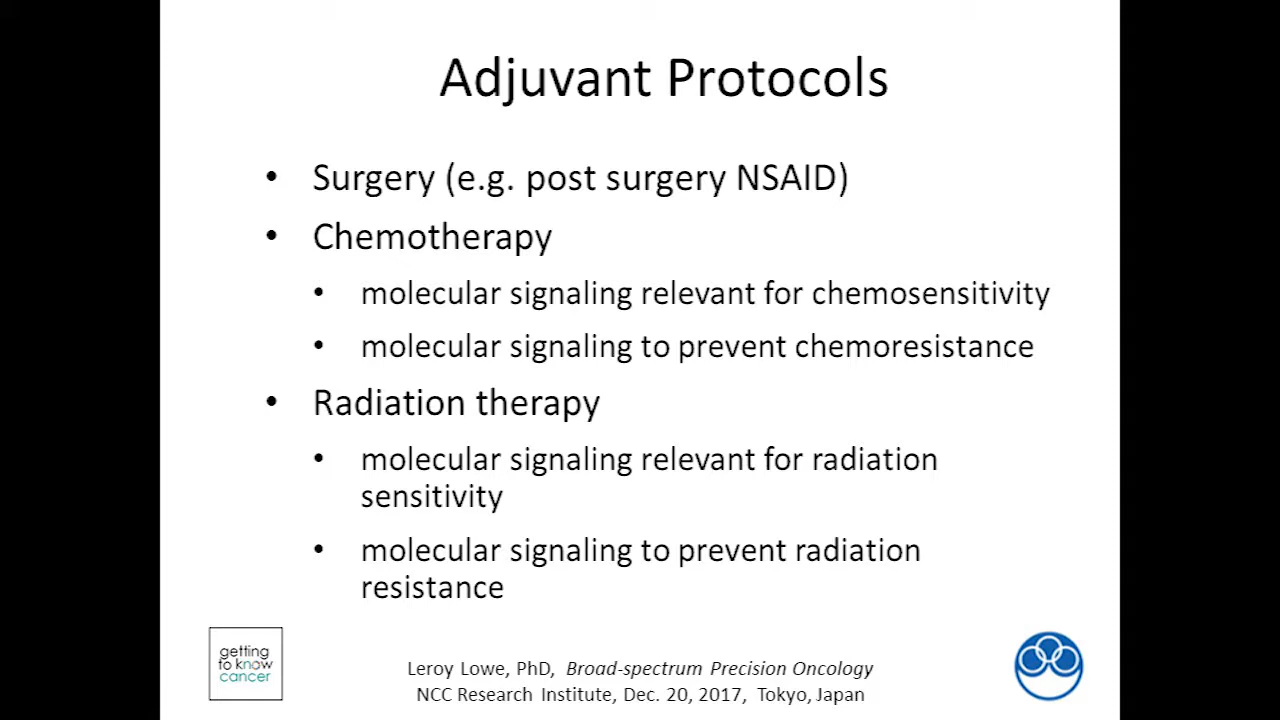 Adjuvant Protocols
• Surgery (e.g. post surgery NSAID)
• Chemotherapy
• molecular signaling relevant for chemosensitivity
• molecular signaling to prevent chemoresistance
• Radiation therapy
• molecular signaling relevant for radiation
sensitivity
• molecular signaling to prevent radiation
resistance
getting
to know
cancer
Leroy Lowe, PhD, Broad-spectrum Precision Oncology
NCC Research Institute, Dec. 20, 2017, Tokyo, Japan